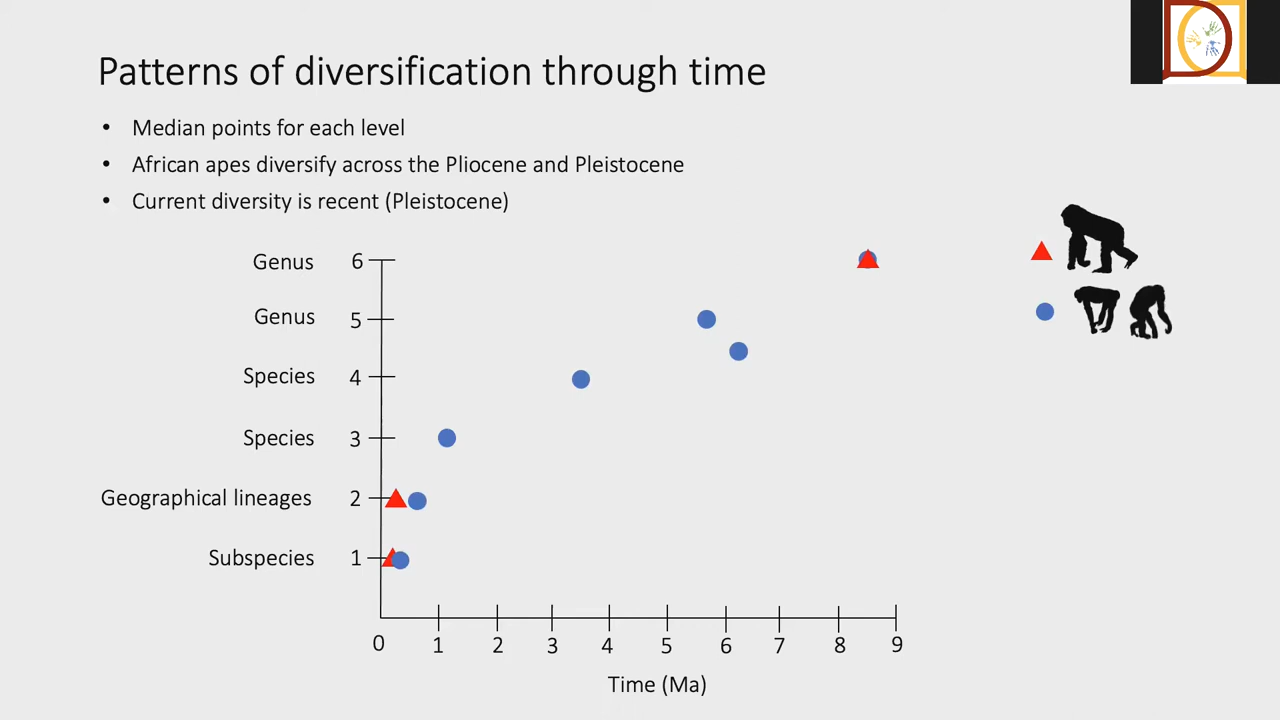 Patterns of diversification through time
• Median points for each level
• African apes diversify across the Pliocene and Pleistocene
• Current diversity is recent (Pleistocene)
Genus 6
Genus 5
Species 4
Species 3
Geographical lineages 2
Subspecies 1
0 1 2 3 4 5 6 7 8 9
Time (Ma)